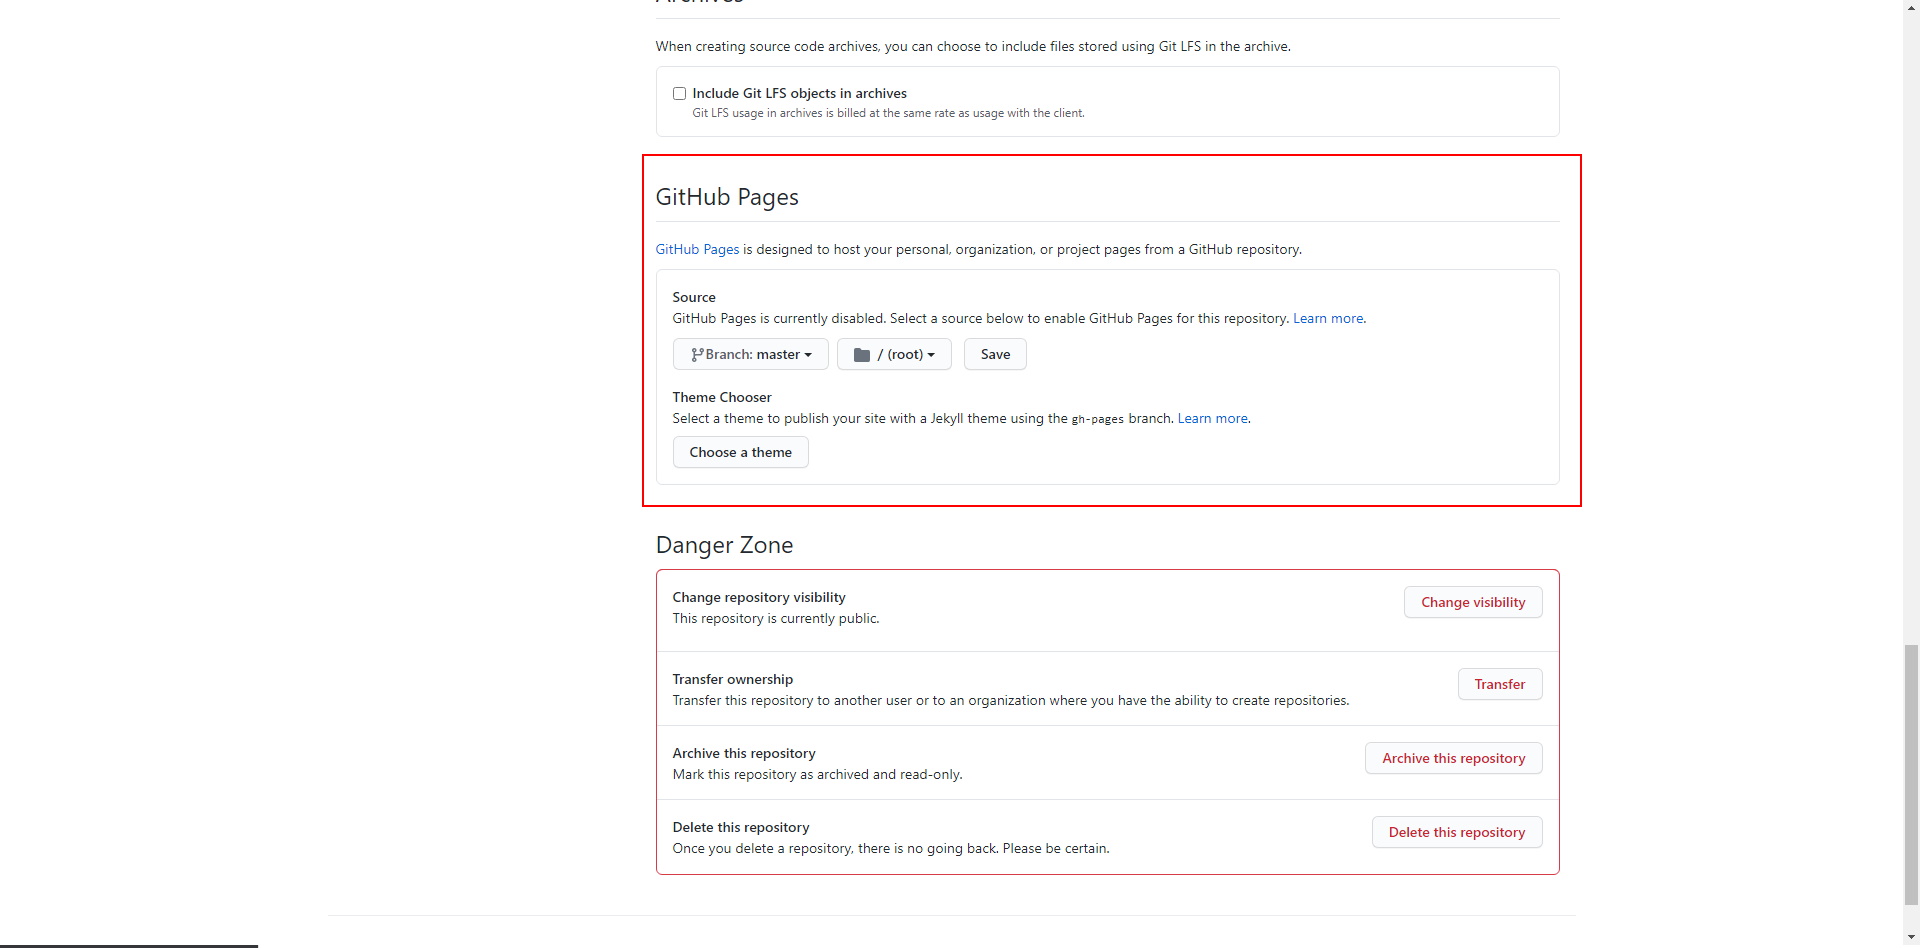 Archives
When creating source code archives, you can choose to include files stored using Git LFS in the archive.
Include Git LFS objects in archives
Git LFS usage in archives is billed at the same rate as usage with the client.
GitHub Pages
GitHub Pages is designed to host your personal, organization, or project pages from a GitHub repository.
Source
GitHub Pages is currently disabled. Select a source below to enable GitHub Pages for this repository. Learn more.
Branch: master / (root) Save
Theme Chooser
Select a theme to publish your site with a Jekyll theme using the gh-pages branch. Learn more.
Choose a theme
Danger Zone
Change repository visibility
This repository is currently public.
Change visibility
Transfer ownership
Transfer this repository to another user or to an organization where you have the ability to create repositories.
Transfer
Archive this repository
Mark this repository as archived and read-only.
Archive this repository
Delete this repository
Once you delete a repository, there is no going back. Please be certain.
Delete this repository